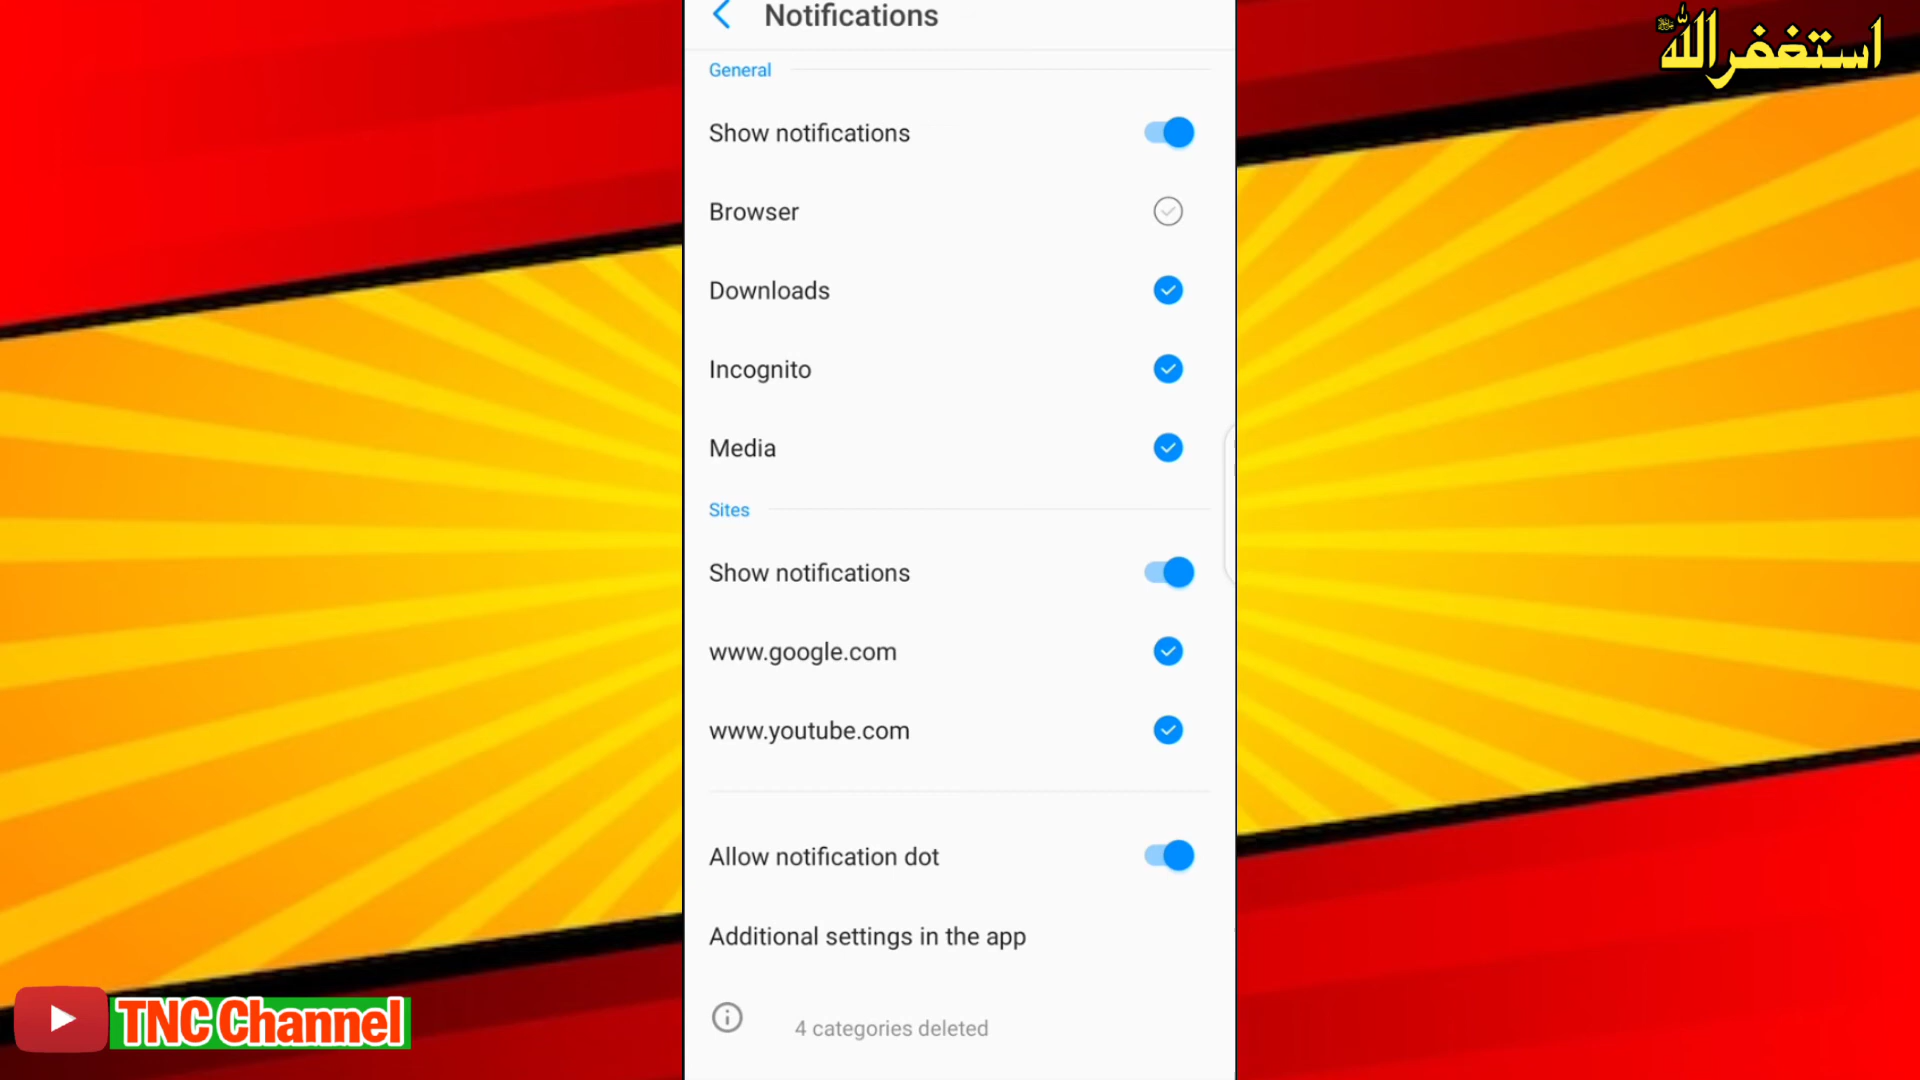 Notifications
استغفرالله
General
Show notifications
Browser
Downloads
Incognito
Media
Sites
Show notifications
www.google.com
www.youtube.com
Allow notification dot
Additional settings in the app
4 categories deleted
TNC Channel